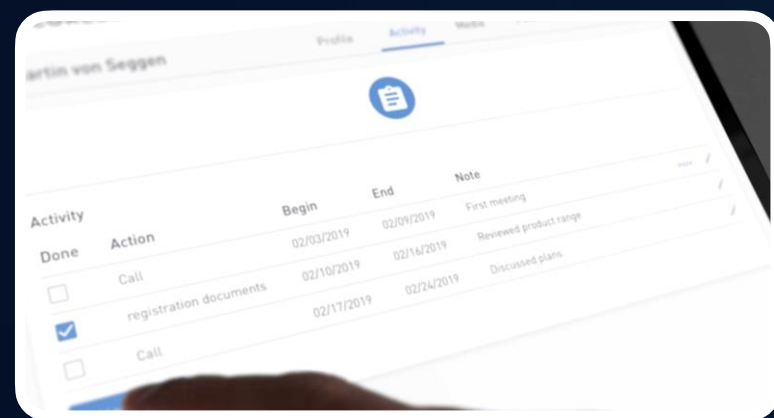 artin von Seggen
Profile Activity Media
Activity
Done Action Begin End Note
Call 02/03/2019 02/09/2019 First meeting
registration documents 02/10/2019 02/16/2019 Reviewed product range
Call 02/17/2019 02/24/2019 Discussed plans